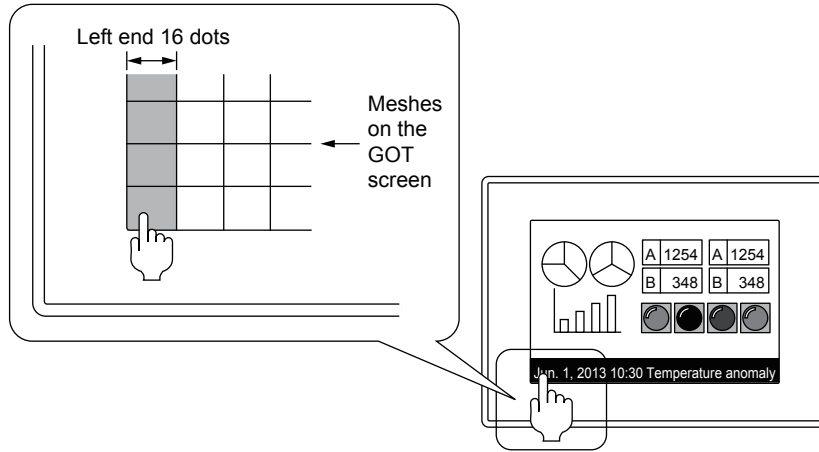 Left end 16 dots
Meshes
on the
GOT
screen
A 1254 A 1254
B 348 B 348
Jun. 1, 2013 10:30 Temperature anomaly